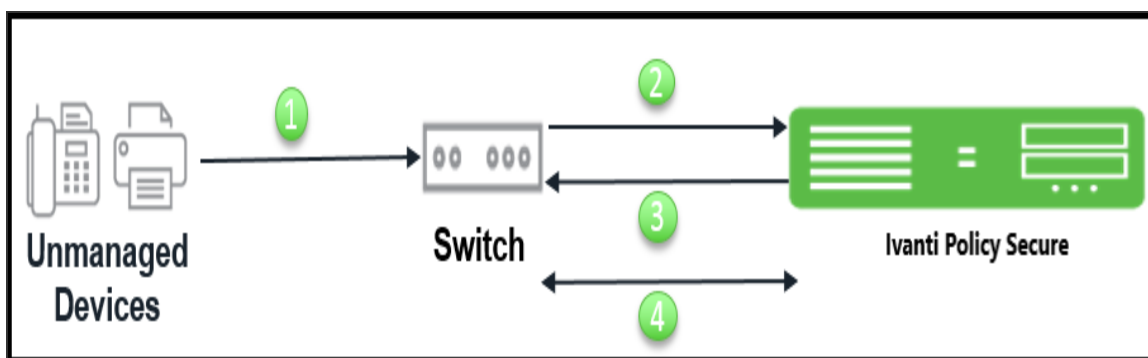 1
2
3
4
Unmanaged
Devices
Switch
Ivanti Policy Secure